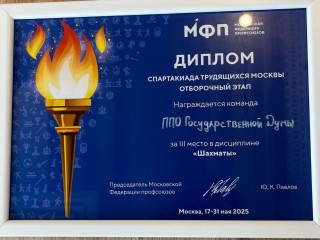 МФП
МОСКОВСКАЯ
ФЕДЕРАЦИЯ
ПРОФСОЮЗОВ
ДИПЛОМ
СПАРТАКИАДА ТРУДЯЩИХСЯ МОСКВЫ
ОТБОРОЧНЫЙ ЭТАП
Награждается команда
ППО Государственной Думы
за III место в дисциплине
«Шахматы»
Председатель Московской
Федерации профсоюзов
Ю. К. Павлов
Москва, 17-31 мая 2025